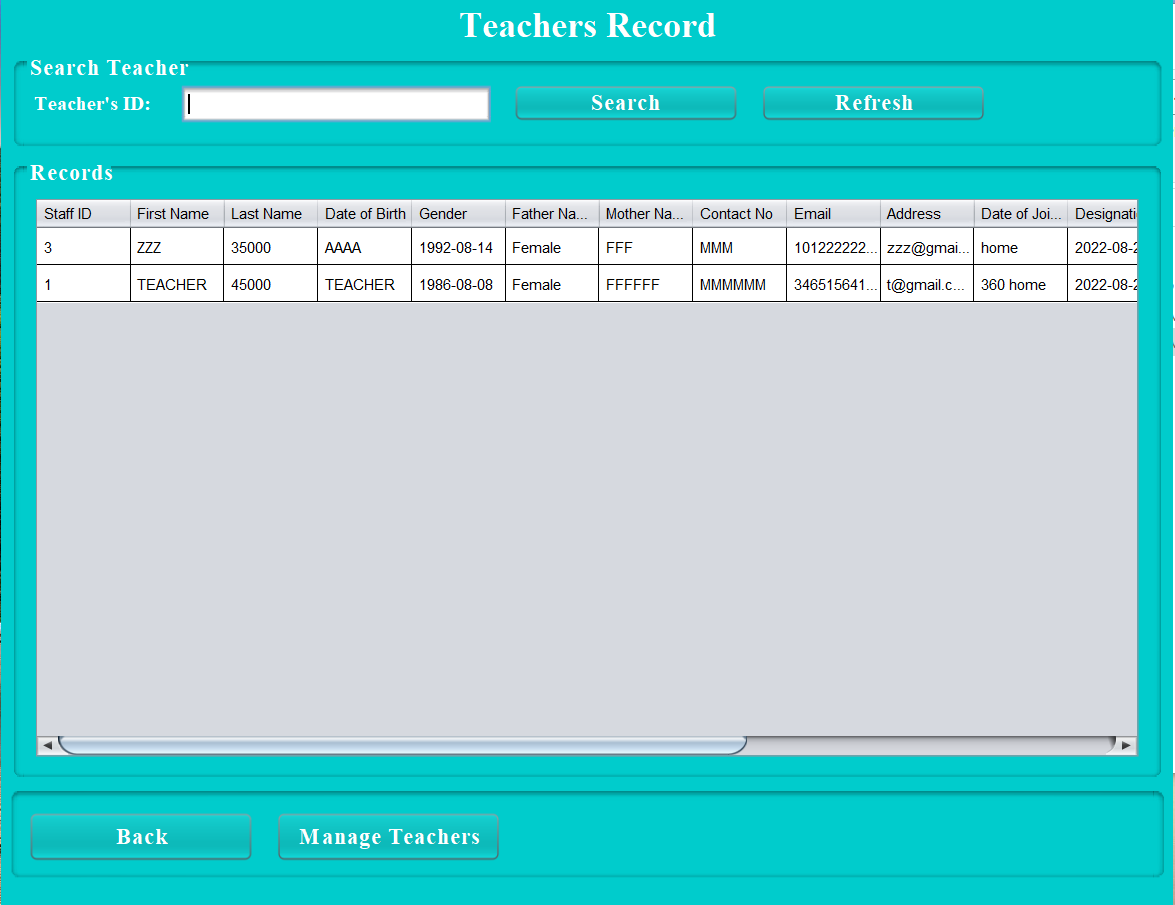 Teachers Record
Search Teacher
Teacher's ID: Search Refresh
Records
Staff ID First Name Last Name Date of Birth Gender Father Na... Mother Na... Contact No Email Address Date of Joi... Designati
3 ZZZ 35000 AAAA 1992-08-14 Female FFF MMM 101222222... zzz@gmai... home 2022-08-2
1 TEACHER 45000 TEACHER 1986-08-08 Female FFFFFF MMMMMM 346515641... t@gmail.c... 360 home 2022-08-2
Back Manage Teachers